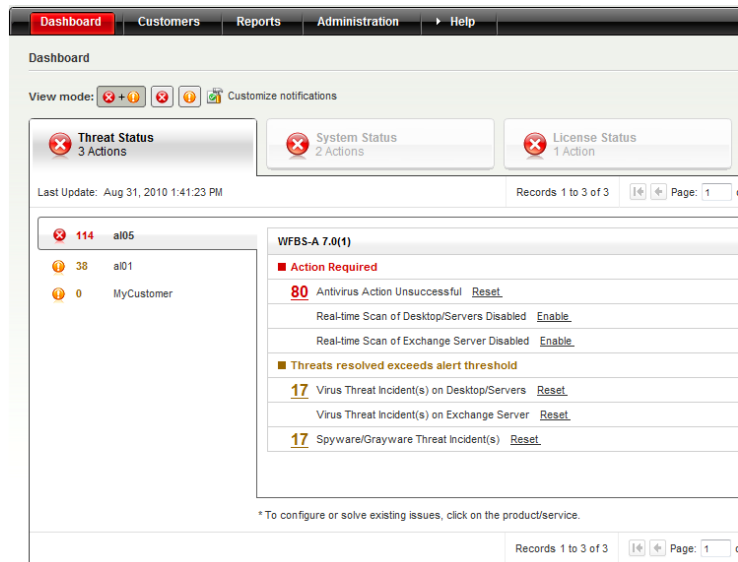 Dashboard Customers Reports Administration Help
Dashboard
View mode: + Customize notifications
Threat Status
3 Actions
System Status
2 Actions
License Status
1 Action
Last Update: Aug 31, 2010 1:41:23 PM Records 1 to 3 of 3 Page: 1
114 al05
38 al01
0 MyCustomer
WFBS-A 7.0(1)
Action Required
80 Antivirus Action Unsuccessful Reset
Real-time Scan of Desktop/Servers Disabled Enable
Real-time Scan of Exchange Server Disabled Enable
Threats resolved exceeds alert threshold
17 Virus Threat Incident(s) on Desktop/Servers Reset
Virus Threat Incident(s) on Exchange Server Reset
17 Spyware/Grayware Threat Incident(s) Reset
* To configure or solve existing issues, click on the product/service.
Records 1 to 3 of 3 Page: 1